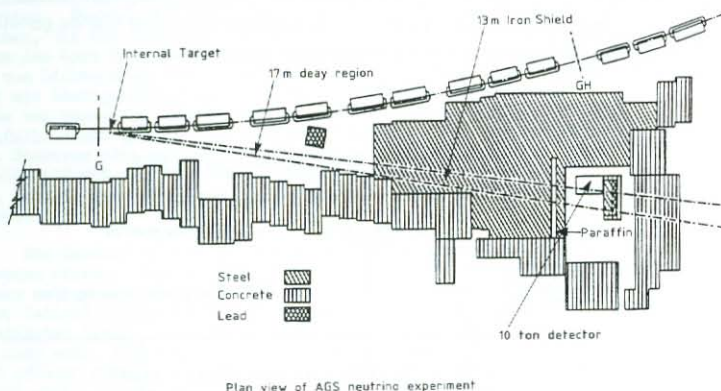 13m Iron Shield
Internal Target
17m deay region
GH
G
Paraffin
Steel
Concrete
Lead
10 ton detector
Plan view of AGS neutrino experiment